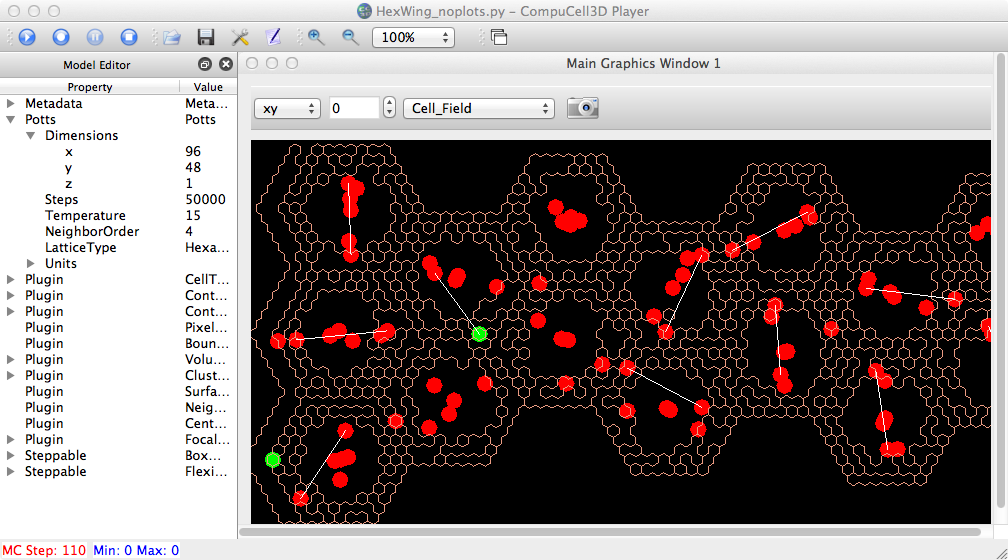 HexWing_noplots.py – CompuCell3D Player
100%
Model Editor
Main Graphics Window 1
Property Value
xy 0 Cell_Field
Metadata Meta...
Potts Potts
Dimensions
x 96
y 48
z 1
Steps 50000
Temperature 15
NeighborOrder 4
LatticeType Hexa...
Units
Plugin CellT...
Plugin Cont...
Plugin Cont...
Plugin Pixel...
Plugin Boun...
Plugin Volu...
Plugin Clust...
Plugin Surfa...
Plugin Neig...
Plugin Cent...
Plugin Focal...
Steppable Box...
Steppable Flexi...
MC Step: 110 Min: 0 Max: 0